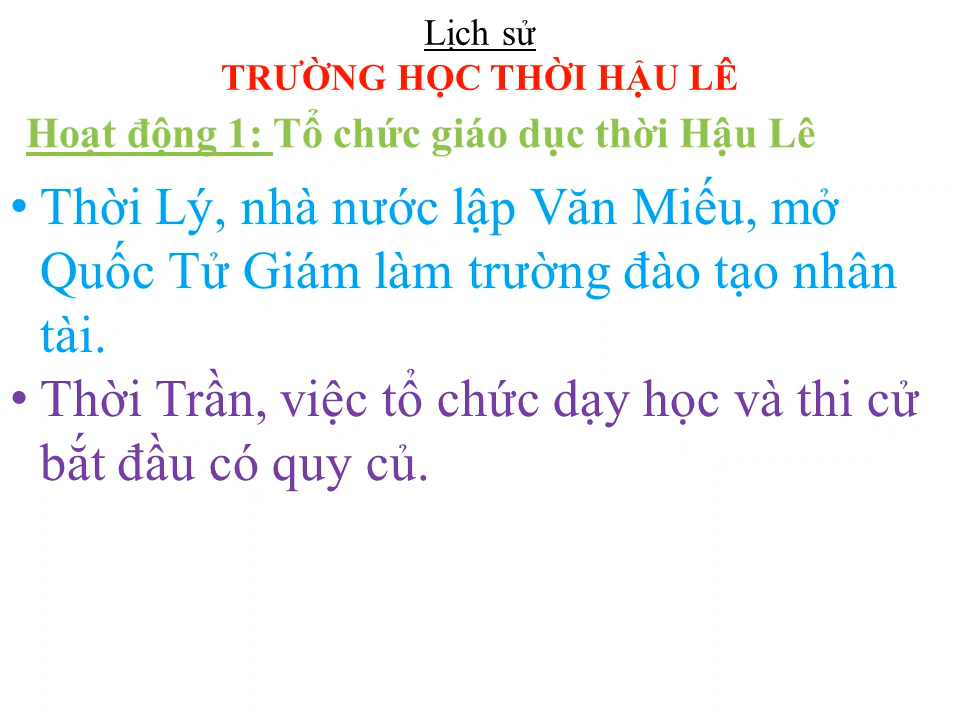 Lịch sử
TRƯỜNG HỌC THỜI HẬU LÊ
Hoạt động 1: Tổ chức giáo dục thời Hậu Lê
• Thời Lý, nhà nước lập Văn Miếu, mở
Quốc Tử Giám làm trường đào tạo nhân
tài.
• Thời Trần, việc tổ chức dạy học và thi cử
bắt đầu có quy củ.